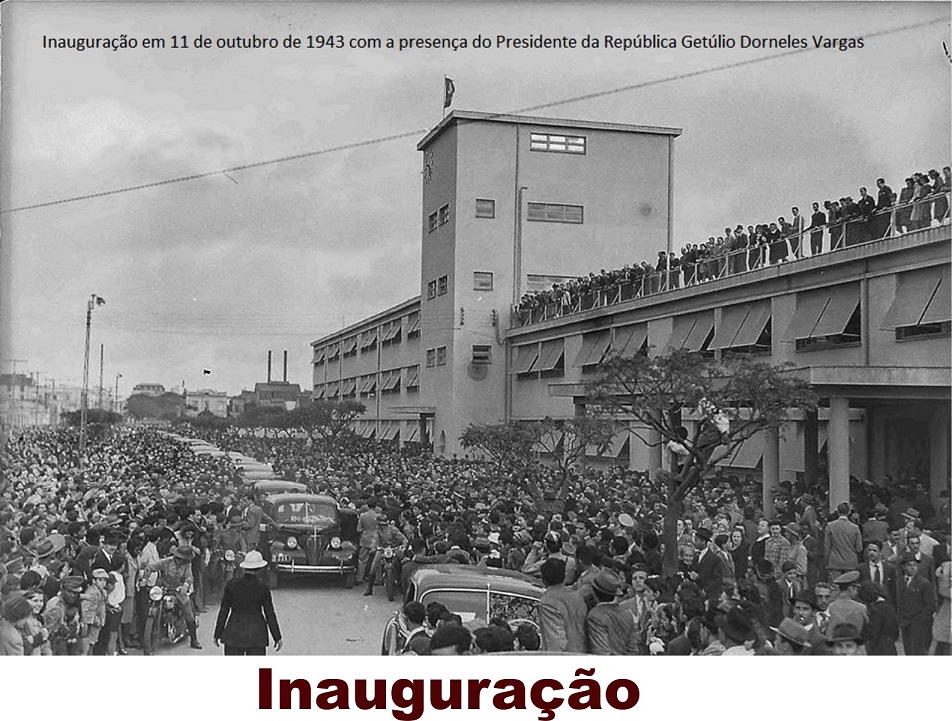 Inauguração em 11 de outubro de 1943 com a presença do Presidente da República Getúlio Dorneles Vargas
Inauguração